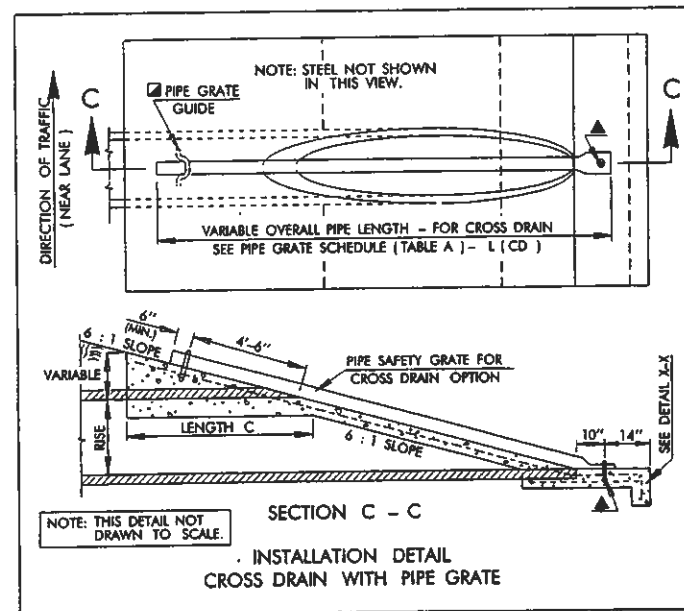 NOTE: STEEL NOT SHOWN
IN THIS VIEW.
PIPE GRATE
GUIDE
C
C
DIRECTION OF TRAFFIC
( NEAR LANE )
VARIABLE OVERALL PIPE LENGTH - FOR CROSS DRAIN
SEE PIPE GRATE SCHEDULE ( TABLE A ) - L ( CD )
6"
(MIN.)
6 : 1 SLOPE
4'-6"
PIPE SAFETY GRATE FOR
CROSS DRAIN OPTION
VARIABLE
LENGTH C
6 : 1 SLOPE
RISE
10"
14"
SEE DETAIL X-X
SECTION C - C
NOTE: THIS DETAIL NOT
DRAWN TO SCALE.
INSTALLATION DETAIL
CROSS DRAIN WITH PIPE GRATE